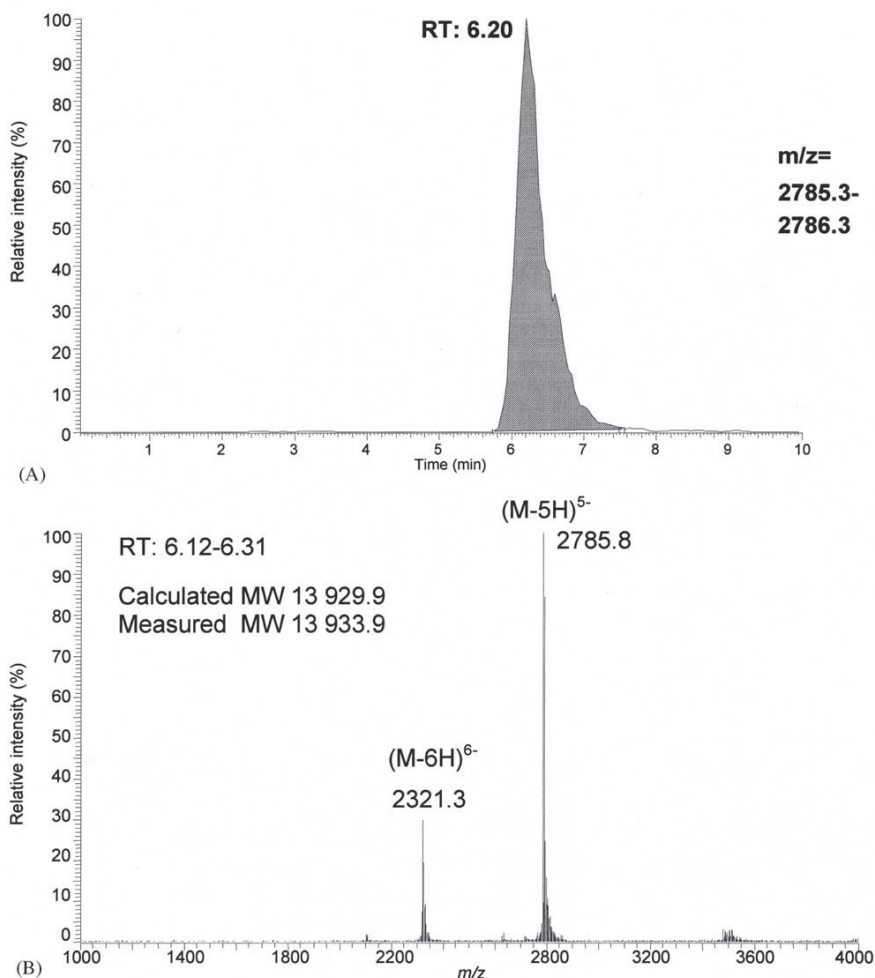 100
90
80
70
60
50
40
30
20
10
0
Relative intensity (%)
RT: 6.20
m/z=
2785.3-
2786.3
1 2 3 4 5 6 7 8 9 10
Time (min)
(A)
(M-5H)5-
2785.8
RT: 6.12-6.31
Calculated MW 13 929.9
Measured MW 13 933.9
(M-6H)6-
2321.3
100
90
80
70
60
50
40
30
20
10
0
Relative intensity (%)
1000 1400 1800 2200 2800 3200 3600 4000
m/z
(B)